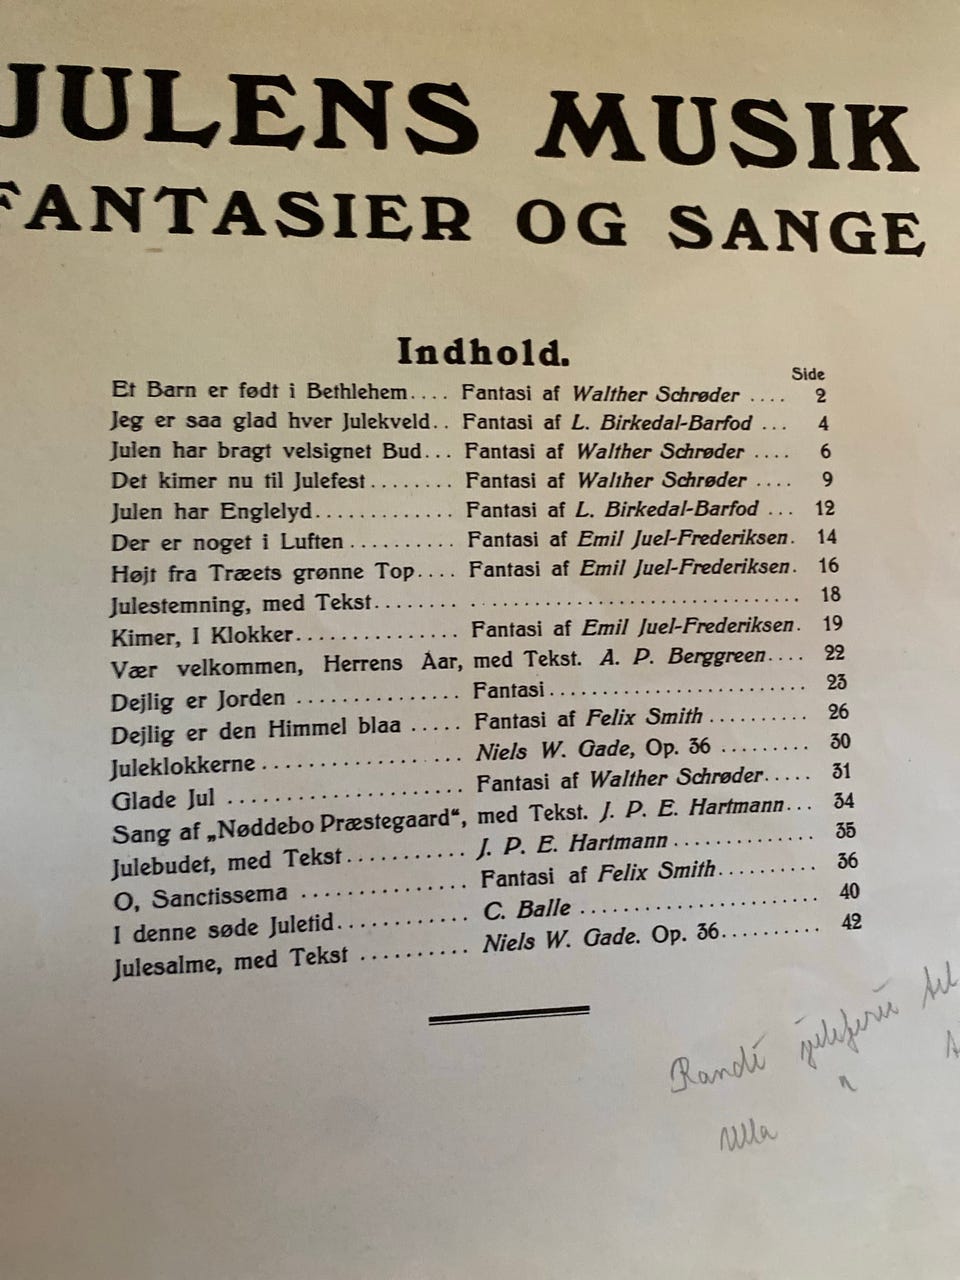 JULENS MUSIK
FANTASIER OG SANGE
Indhold.
Side
Et Barn er født i Bethlehem.... Fantasi af Walther Schrøder .... 2
Jeg er saa glad hver Julekveld.. Fantasi af L. Birkedal-Barfod ... 4
Julen har bragt velsignet Bud... Fantasi af Walther Schrøder .... 6
Det kimer nu til Julefest........ Fantasi af Walther Schrøder .... 9
Julen har Englelyd............. Fantasi af L. Birkedal-Barfod ... 12
Der er noget i Luften .......... Fantasi af Emil Juel-Frederiksen. 14
Højt fra Træets grønne Top.... Fantasi af Emil Juel-Frederiksen. 16
Julestemning, med Tekst........ ................................. 18
Kimer, I Klokker............... Fantasi af Emil Juel-Frederiksen. 19
Vær velkommen, Herrens Aar, med Tekst. A. P. Berggreen.... 22
Dejlig er Jorden ............... Fantasi.......................... 23
Dejlig er den Himmel blaa ..... Fantasi af Felix Smith .......... 26
Juleklokkerne .................. Niels W. Gade, Op. 36 ......... 30
Glade Jul ...................... Fantasi af Walther Schrøder..... 31
Sang af „Nøddebo Præstegaard“, med Tekst. J. P. E. Hartmann... 34
Julebudet, med Tekst........... J. P. E. Hartmann .............. 35
O, Sanctissema ................ Fantasi af Felix Smith.......... 36
I denne søde Juletid........... C. Balle ........................ 40
Julesalme, med Tekst .......... Niels W. Gade. Op. 36.......... 42
Randi juleferie til
Ulla